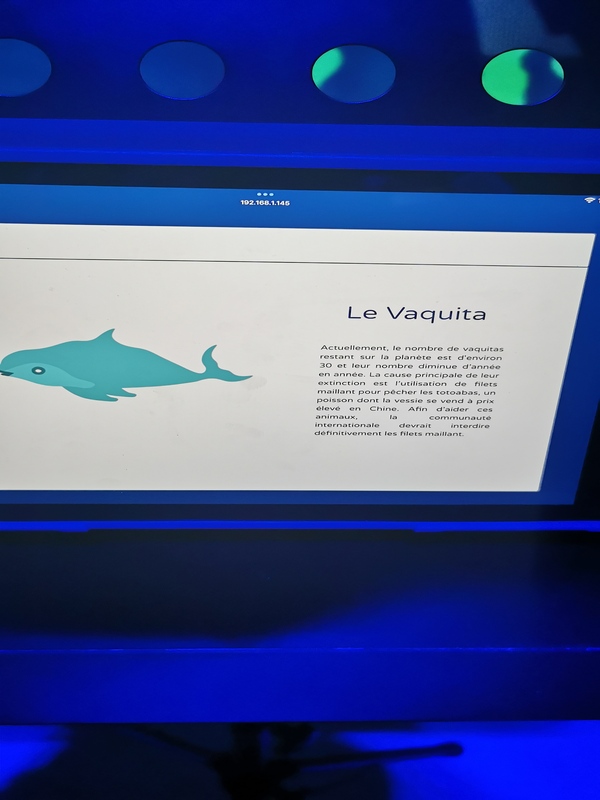 192.168.1.145
Le Vaquita
Actuellement, le nombre de vaquitas
restant sur la planète est d'environ
30 et leur nombre diminue d'année
en année. La cause principale de leur
extinction est l'utilisation de filets
maillant pour pêcher les totoabas, un
poisson dont la vessie se vend à prix
élevé en Chine. Afin d'aider ces
animaux, la communauté
internationale devrait interdire
définitivement les filets maillant.